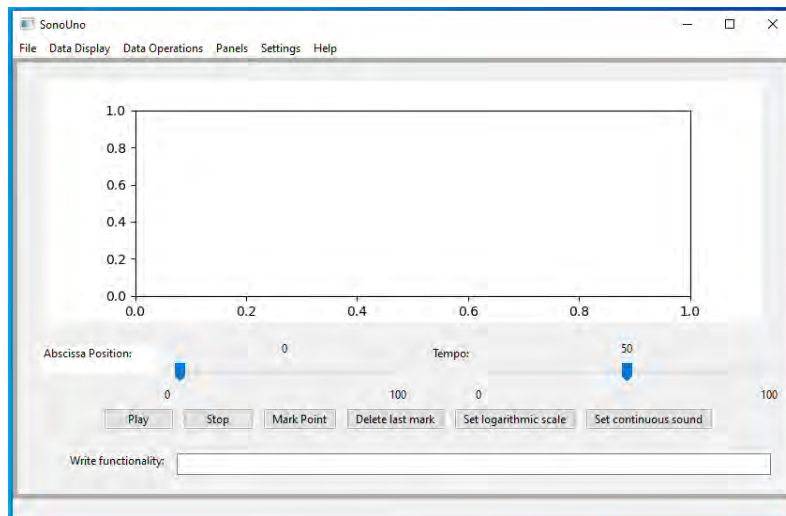 SonoUno
File Data Display Data Operations Panels Settings Help
1.0
0.8
0.6
0.4
0.2
0.0
0.0 0.2 0.4 0.6 0.8 1.0
Abscissa Position: 0 Tempo: 50
0 100 0 100
Play Stop Mark Point Delete last mark Set logarithmic scale Set continuous sound
Write functionality: